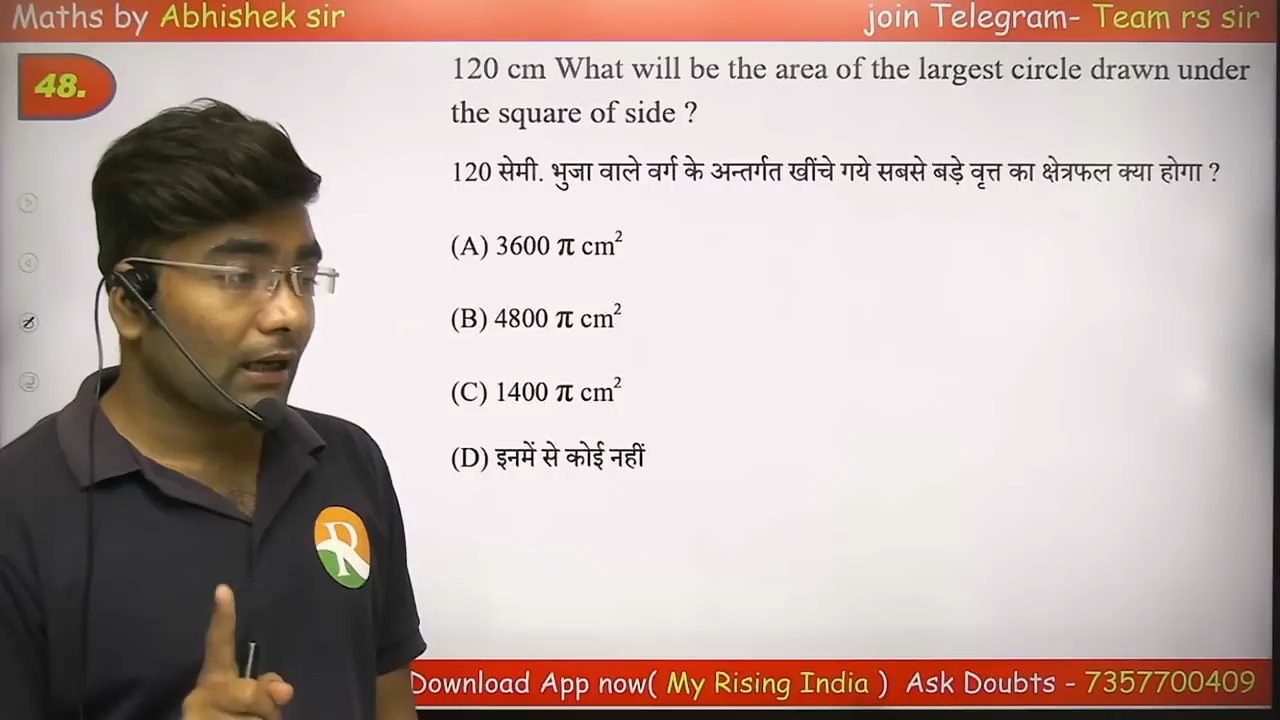 Maths by Abhishek sir
join Telegram- Team rs sir
48.
120 cm What will be the area of the largest circle drawn under
the square of side ?
120 सेमी. भुजा वाले वर्ग के अन्तर्गत खींचे गये सबसे बड़े वृत्त का क्षेत्रफल क्या होगा ?
(A) 3600 π cm²
(B) 4800 π cm²
(C) 1400 π cm²
(D) इनमें से कोई नहीं
R
Download App now( My Rising India ) Ask Doubts - 7357700409